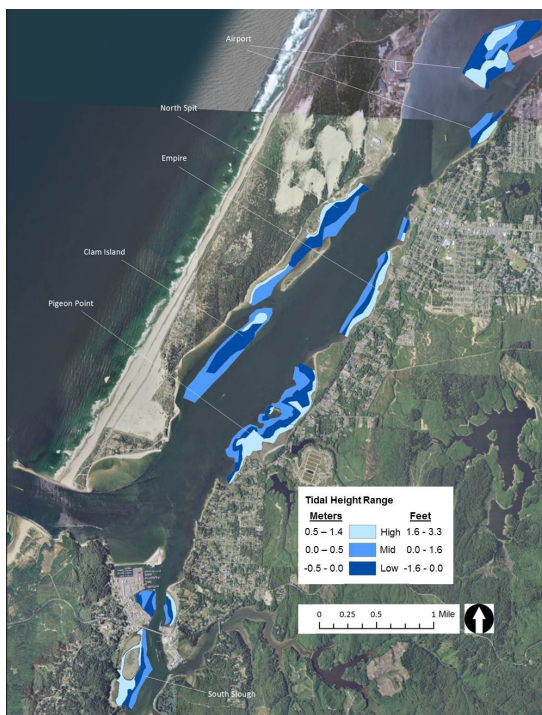 Airport
North Spit
Empire
Clam Island
Pigeon Point
Tidal Height Range
Meters Feet
0.5 – 1.4 High 1.6 - 3.3
0.0 – 0.5 Mid 0.0 - 1.6
-0.5 - 0.0 Low -1.6 - 0.0
0 0.25 0.5 1 Mile
South Slough